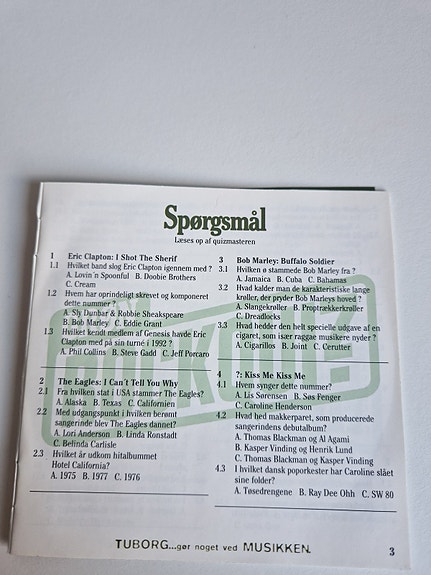 Spørgsmål
Læses op af quizmasteren
1 Eric Clapton: I Shot The Sherif
1.1 Hvilket band slog Eric Clapton igennem med ?
A. Lovin´n Spoonful B. Doobie Brothers
C. Cream
1.2 Hvem har oprindeligt skrevet og komponeret
dette nummer ?
A. Sly Dunbar & Robbie Sheakspeare
B. Bob Marley C. Eddie Grant
1.3 Hvilket kendt medlem af Genesis havde Eric
Clapton med på sin turné i 1992 ?
A. Phil Collins B. Steve Gadd C. Jeff Porcaro
2 The Eagles: I Can´t Tell You Why
2.1 Fra hvilken stat i USA stammer The Eagles?
A. Alaska B. Texas C. Californien
2.2 Med udgangspunkt i hvilken berømt
sangerinde blev The Eagles dannet?
A. Lori Anderson B. Linda Ronstadt
C. Belinda Carlisle
2.3 Hvilket år udkom hitalbummet
Hotel California?
A. 1975 B. 1977 C. 1976
3 Bob Marley: Buffalo Soldier
3.1 Hvilken ø stammede Bob Marley fra ?
A. Jamaica B. Cuba C. Bahamas
3.2 Hvad kalder man de karakteristiske lange
krøller, der pryder Bob Marleys hoved ?
A. Slangekrøller B. Proptrækkerkrøller
C. Dreadlocks
3.3 Hvad hedder den helt specielle udgave af en
cigaret, som især raggae musikere nyder ?
A. Cigarillos B. Joint C. Cerutter
4 ?: Kiss Me Kiss Me
4.1 Hvem synger dette nummer?
A. Lis Sørensen B. Søs Fenger
C. Caroline Henderson
4.2 Hvad hed makkerparet, som producerede
sangerindens debutalbum?
A. Thomas Blackman og Al Agami
B. Kasper Vinding og Henrik Lund
C. Thomas Blackman og Kasper Vinding
4.3 I hvilket dansk poporkester har Caroline slået
sine folder?
A. Tøsedrengene B. Ray Dee Ohh C. SW 80
TUBORG...gør noget ved MUSIKKEN.
3